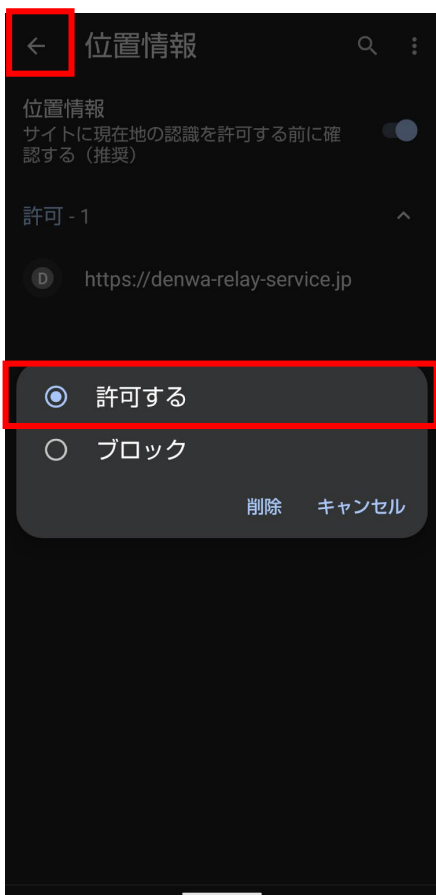 位置情報
位置情報
サイトに現在地の認識を許可する前に確
認する（推奨）
許可 - 1
D
https://denwa-relay-service.jp
許可する
ブロック
削除 キャンセル